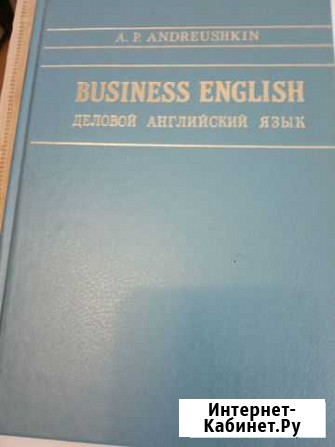 A. P. ANDREUSHKIN
BUSINESS ENGLISH
ДЕЛОВОЙ АНГЛИЙСКИЙ ЯЗЫК
Интернет-
Кабинет.Ру